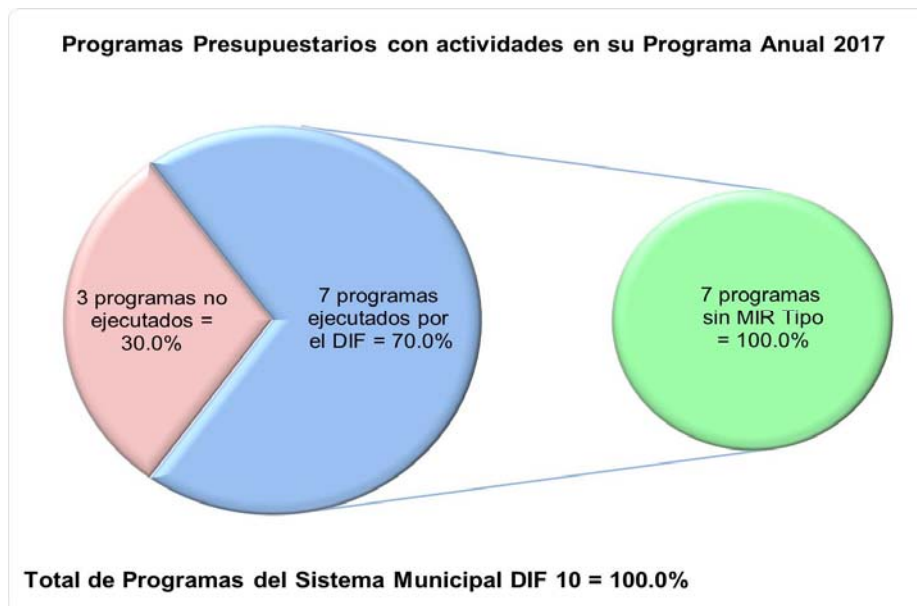 Programas Presupuestarios con actividades en su Programa Anual 2017
3 programas no
ejecutados =
30.0%
7 programas
ejecutados por
el DIF = 70.0%
7 programas
sin MIR Tipo
= 100.0%
Total de Programas del Sistema Municipal DIF 10 = 100.0%